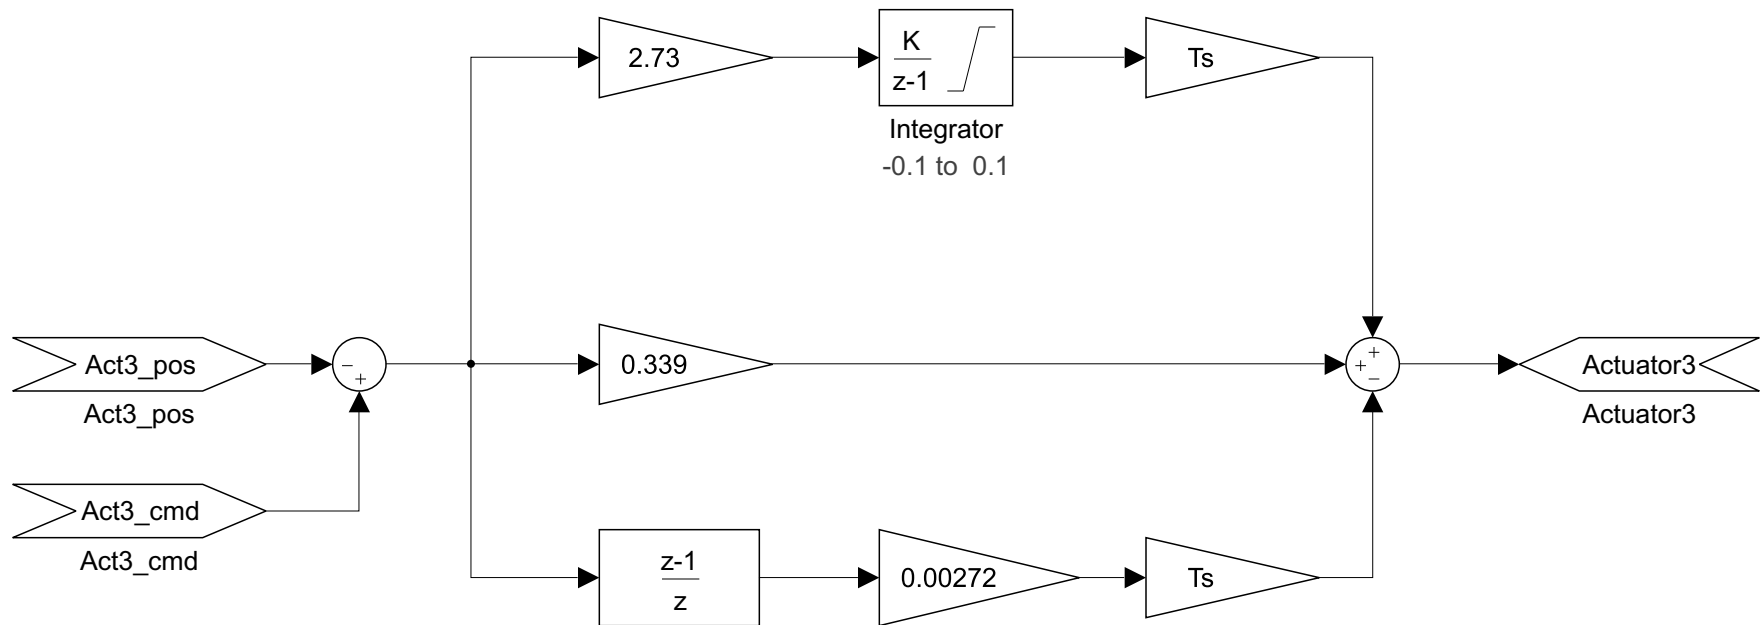 2.73
K
z-1
Ts
Integrator
-0.1 to  0.1
Act3_pos
−
+
0.339
+
+
−
Actuator3
Act3_pos
Actuator3
Act3_cmd
Act3_cmd
z-1
z
0.00272
Ts